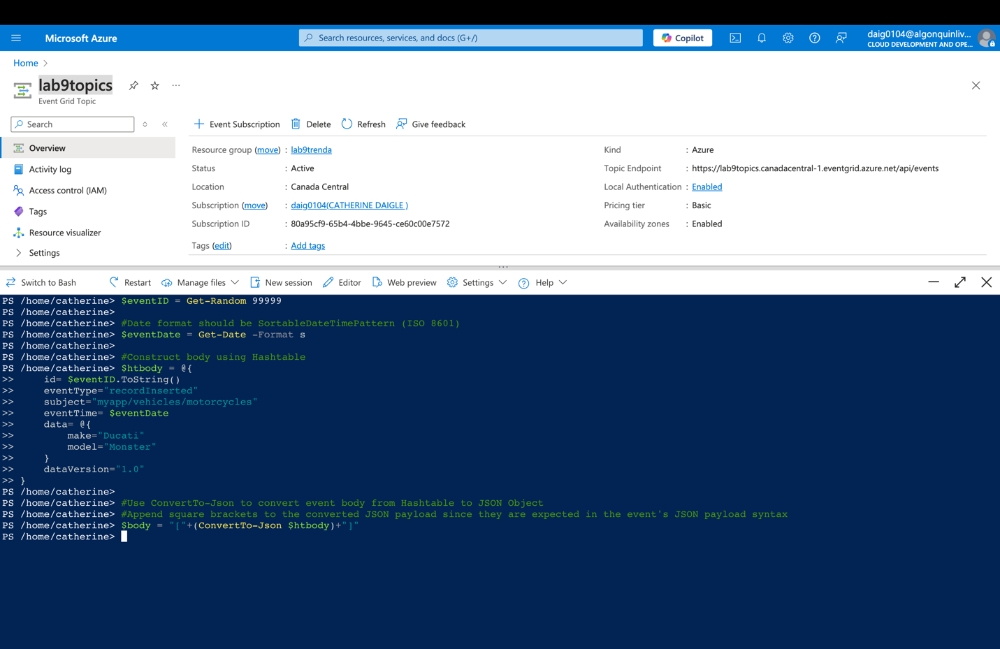 Microsoft Azure
Search resources, services, and docs (G+/)
Copilot
daig0104@algonquinliv...
CLOUD DEVELOPMENT AND OPE...
Home
lab9topics
Event Grid Topic
Search
Overview
Activity log
Access control (IAM)
Tags
Resource visualizer
Settings
Event Subscription
Delete
Refresh
Give feedback
Resource group (move) : lab9trenda
Status : Active
Location : Canada Central
Subscription (move) : daig0104(CATHERINE DAIGLE )
Subscription ID : 80a95cf9-65b4-4bbe-9645-ce60c00e7572
Tags (edit) : Add tags
Kind : Azure
Topic Endpoint : https://lab9topics.canadacentral-1.eventgrid.azure.net/api/events
Local Authentication : Enabled
Pricing tier : Basic
Availability zones : Enabled
Switch to Bash
Restart
Manage files
New session
Editor
Web preview
Settings
Help
PS /home/catherine> $eventID = Get-Random 99999
PS /home/catherine>
PS /home/catherine> #Date format should be SortableDateTimePattern (ISO 8601)
PS /home/catherine> $eventDate = Get-Date -Format s
PS /home/catherine>
PS /home/catherine> #Construct body using Hashtable
PS /home/catherine> $htbody = @{
>>     id= $eventID.ToString()
>>     eventType="recordInserted"
>>     subject="myapp/vehicles/motorcycles"
>>     eventTime= $eventDate
>>     data= @{
>>         make="Ducati"
>>         model="Monster"
>>     }
>>     dataVersion="1.0"
>> }
PS /home/catherine>
PS /home/catherine> #Use ConvertTo-Json to convert event body from Hashtable to JSON Object
PS /home/catherine> #Append square brackets to the converted JSON payload since they are expected in the event's JSON payload syntax
PS /home/catherine> $body = "["+(ConvertTo-Json $htbody)+"]"
PS /home/catherine>